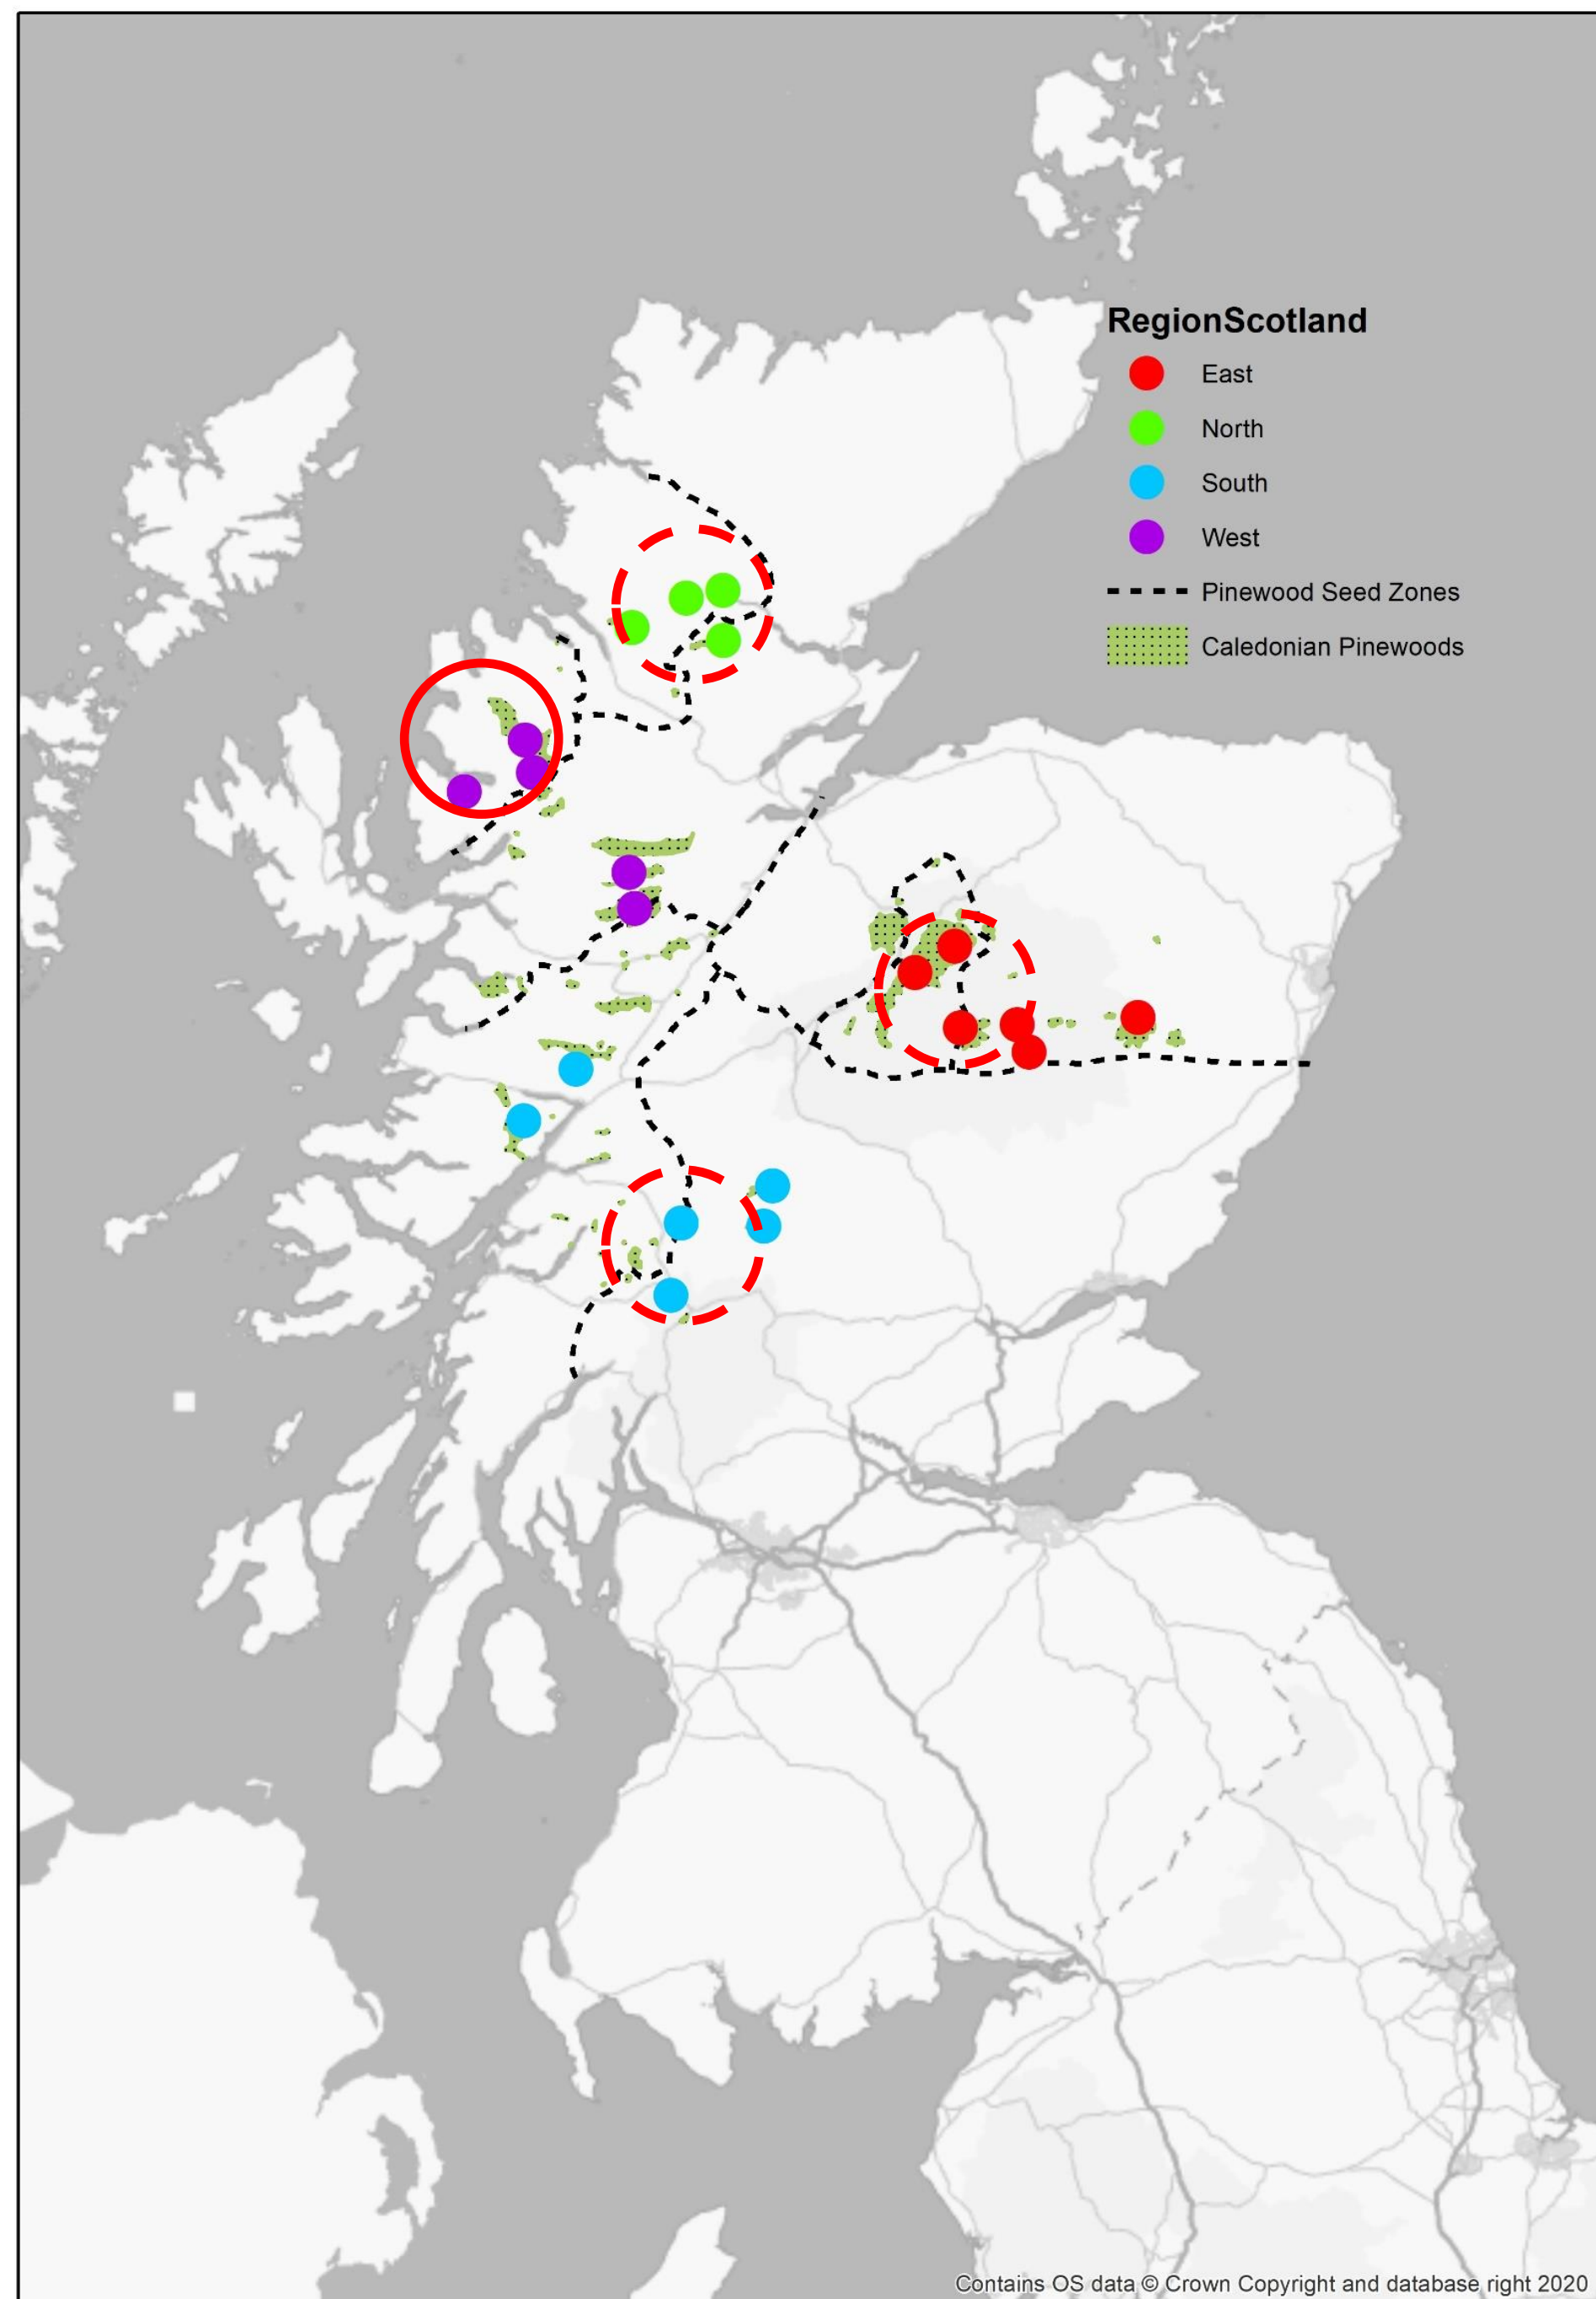 RegionScotland
East
North
South
West
Pinewood Seed Zones
Caledonian Pinewoods
Contains OS data © Crown Copyright and database right 2020